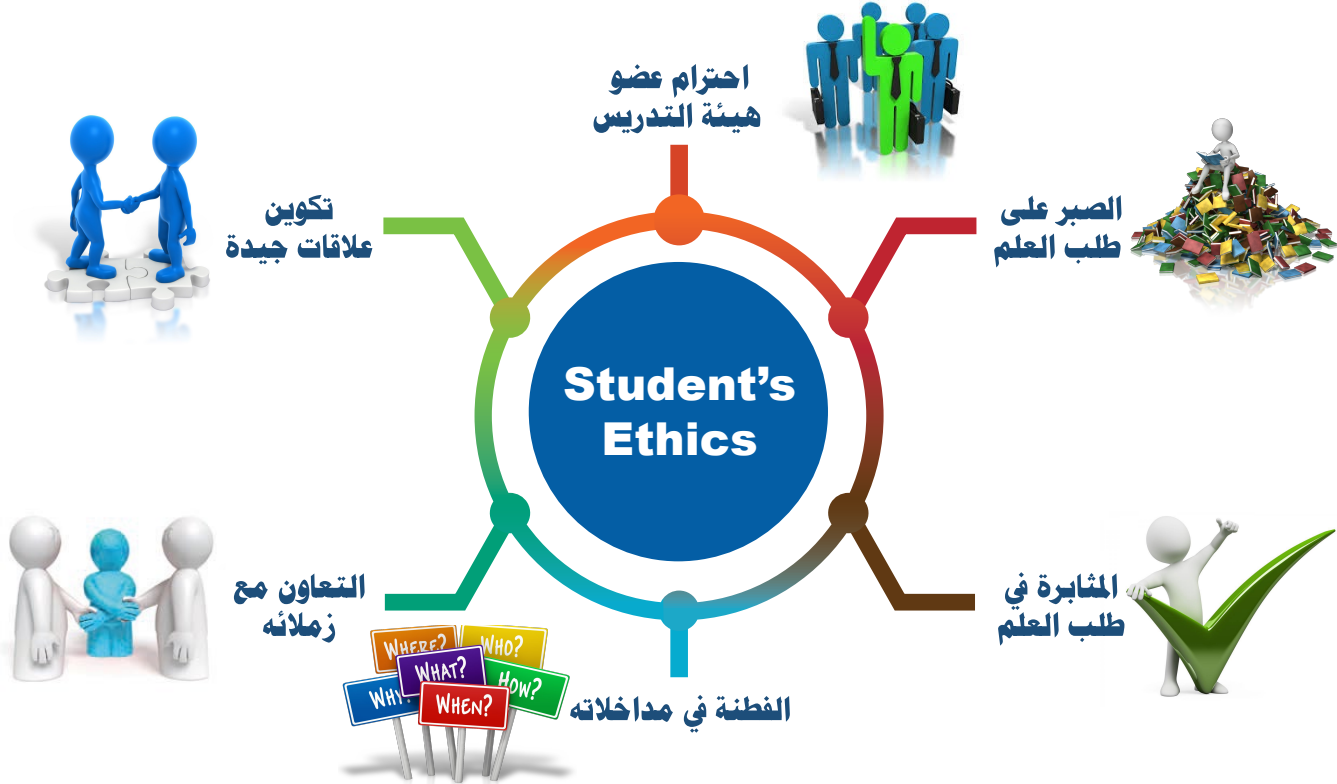 احترام عضو
هيئة التدريس
الصبر على
طلب العلم
تكوين
علاقات جيدة
Student's
Ethics
المثابرة في
طلب العلم
التعاون مع
زملائه
الفطنة في مداخلاته
WHERE?
WHO?
WHAT?
WHY?
HOW?
WHEN?